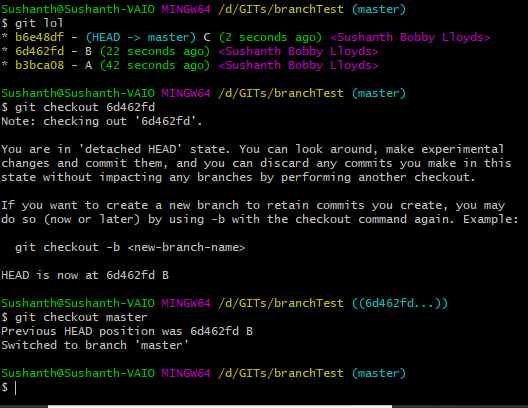 Sushanth@Sushanth-VAIO MINGW64 /d/GITs/branchTest (master)
$ git lol
* b6e48df - (HEAD -> master) C (2 seconds ago) <Sushanth Bobby Lloyds>
* 6d462fd - B (22 seconds ago) <Sushanth Bobby Lloyds>
* b3bca08 - A (42 seconds ago) <Sushanth Bobby Lloyds>
Sushanth@Sushanth-VAIO MINGW64 /d/GITs/branchTest (master)
$ git checkout 6d462fd
Note: checking out '6d462fd'.
You are in 'detached HEAD' state. You can look around, make experimental
changes and commit them, and you can discard any commits you make in this
state without impacting any branches by performing another checkout.
If you want to create a new branch to retain commits you create, you may
do so (now or later) by using -b with the checkout command again. Example:
git checkout -b <new-branch-name>
HEAD is now at 6d462fd B
Sushanth@Sushanth-VAIO MINGW64 /d/GITs/branchTest ((6d462fd...))
$ git checkout master
Previous HEAD position was 6d462fd B
Switched to branch 'master'
Sushanth@Sushanth-VAIO MINGW64 /d/GITs/branchTest (master)
$